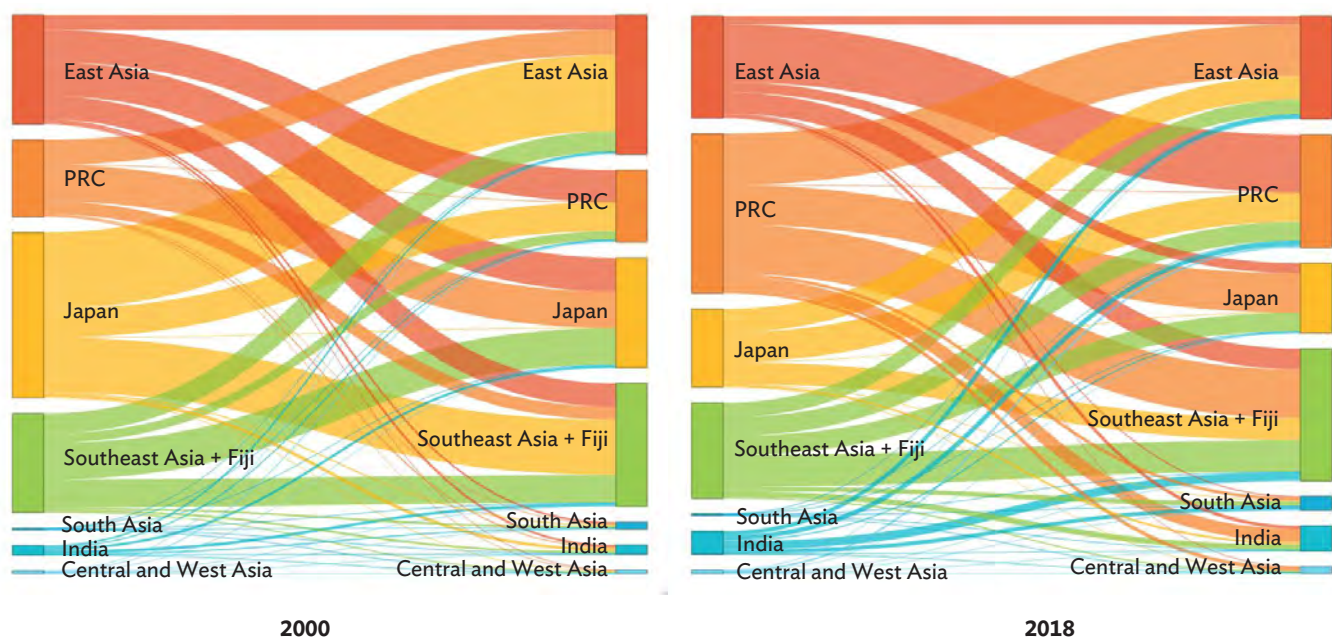 East Asia
PRC
Japan
Southeast Asia + Fiji
South Asia
India
Central and West Asia
East Asia
PRC
Japan
Southeast Asia + Fiji
South Asia
India
Central and West Asia
2000
East Asia
PRC
Japan
Southeast Asia + Fiji
South Asia
India
Central and West Asia
East Asia
PRC
Japan
Southeast Asia + Fiji
South Asia
India
Central and West Asia
2018